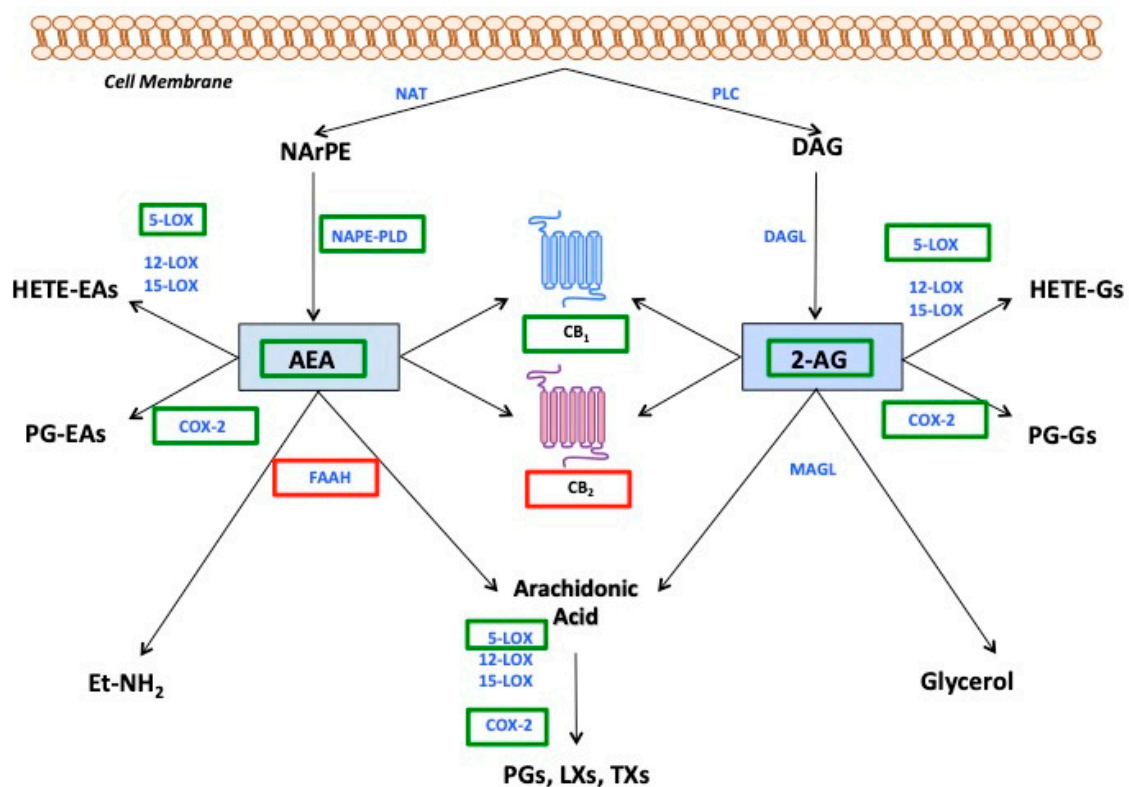 Cell Membrane
NAT
PLC
NArPE
DAG
5-LOX
12-LOX
15-LOX
NAPE-PLD
DAGL
5-LOX
12-LOX
15-LOX
HETE-EAs
HETE-Gs
CB₁
AEA
2-AG
PG-EAs
COX-2
COX-2
PG-Gs
FAAH
CB₂
MAGL
Arachidonic
Acid
5-LOX
12-LOX
15-LOX
Et-NH₂
Glycerol
COX-2
PGs, LXs, TXs